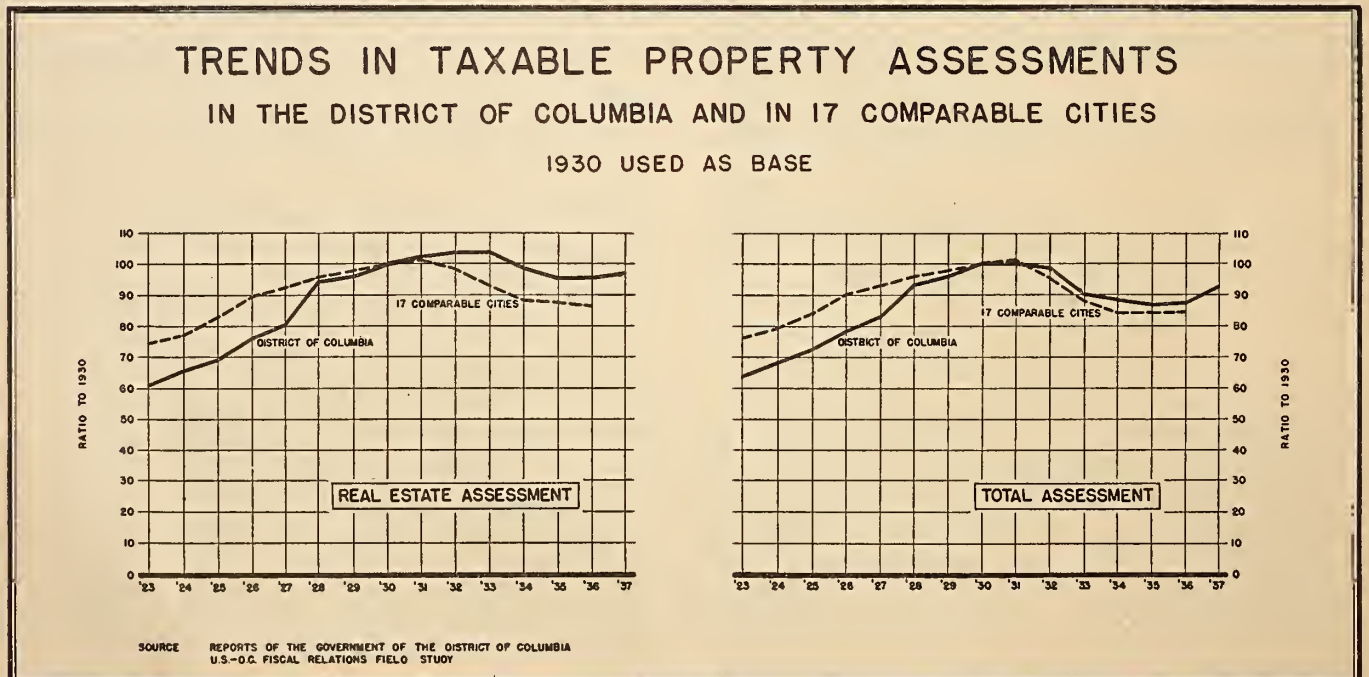 TRENDS IN TAXABLE PROPERTY ASSESSMENTS
IN THE DISTRICT OF COLUMBIA AND IN 17 COMPARABLE CITIES
1930 USED AS BASE
RATIO TO 1930
110
100
90
80
70
60
50
40
30
20
10
0
17 COMPARABLE CITIES
DISTRICT OF COLUMBIA
REAL ESTATE ASSESSMENT
'23 '24 '25 '26 '27 '28 '29 '30 '31 '32 '33 '34 '35 '36 '37
110
100
90
80
70
60
50
40
30
20
10
0
RATIO TO 1930
17 COMPARABLE CITIES
DISTRICT OF COLUMBIA
TOTAL ASSESSMENT
'23 '24 '25 '26 '27 '28 '29 '30 '31 '32 '33 '34 '35 '36 '37
SOURCE REPORTS OF THE GOVERNMENT OF THE DISTRICT OF COLUMBIA
U.S.-D.C. FISCAL RELATIONS FIELD STUDY